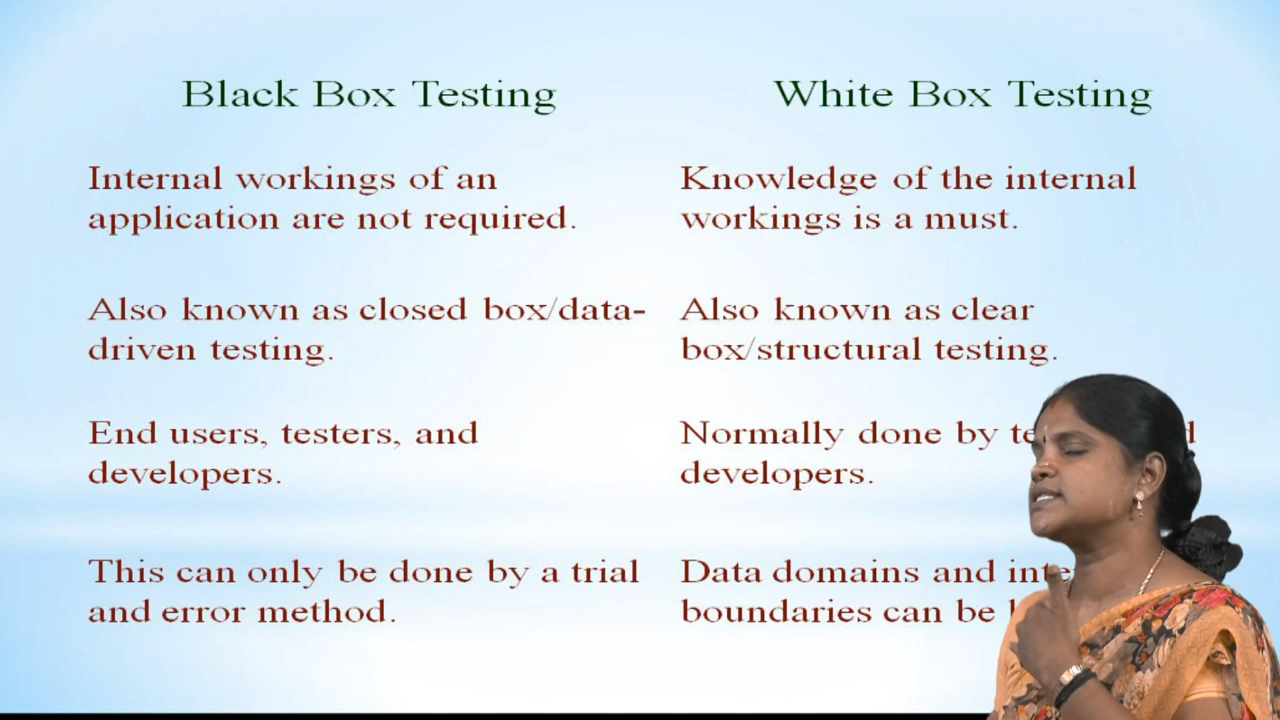 Black Box Testing
White Box Testing
Internal workings of an
application are not required.
Knowledge of the internal
workings is a must.
Also known as closed box/data-
driven testing.
Also known as clear
box/structural testing.
End users, testers, and
developers.
Normally done by
developers.
This can only be done by a trial
and error method.
Data domains and
boundaries can be